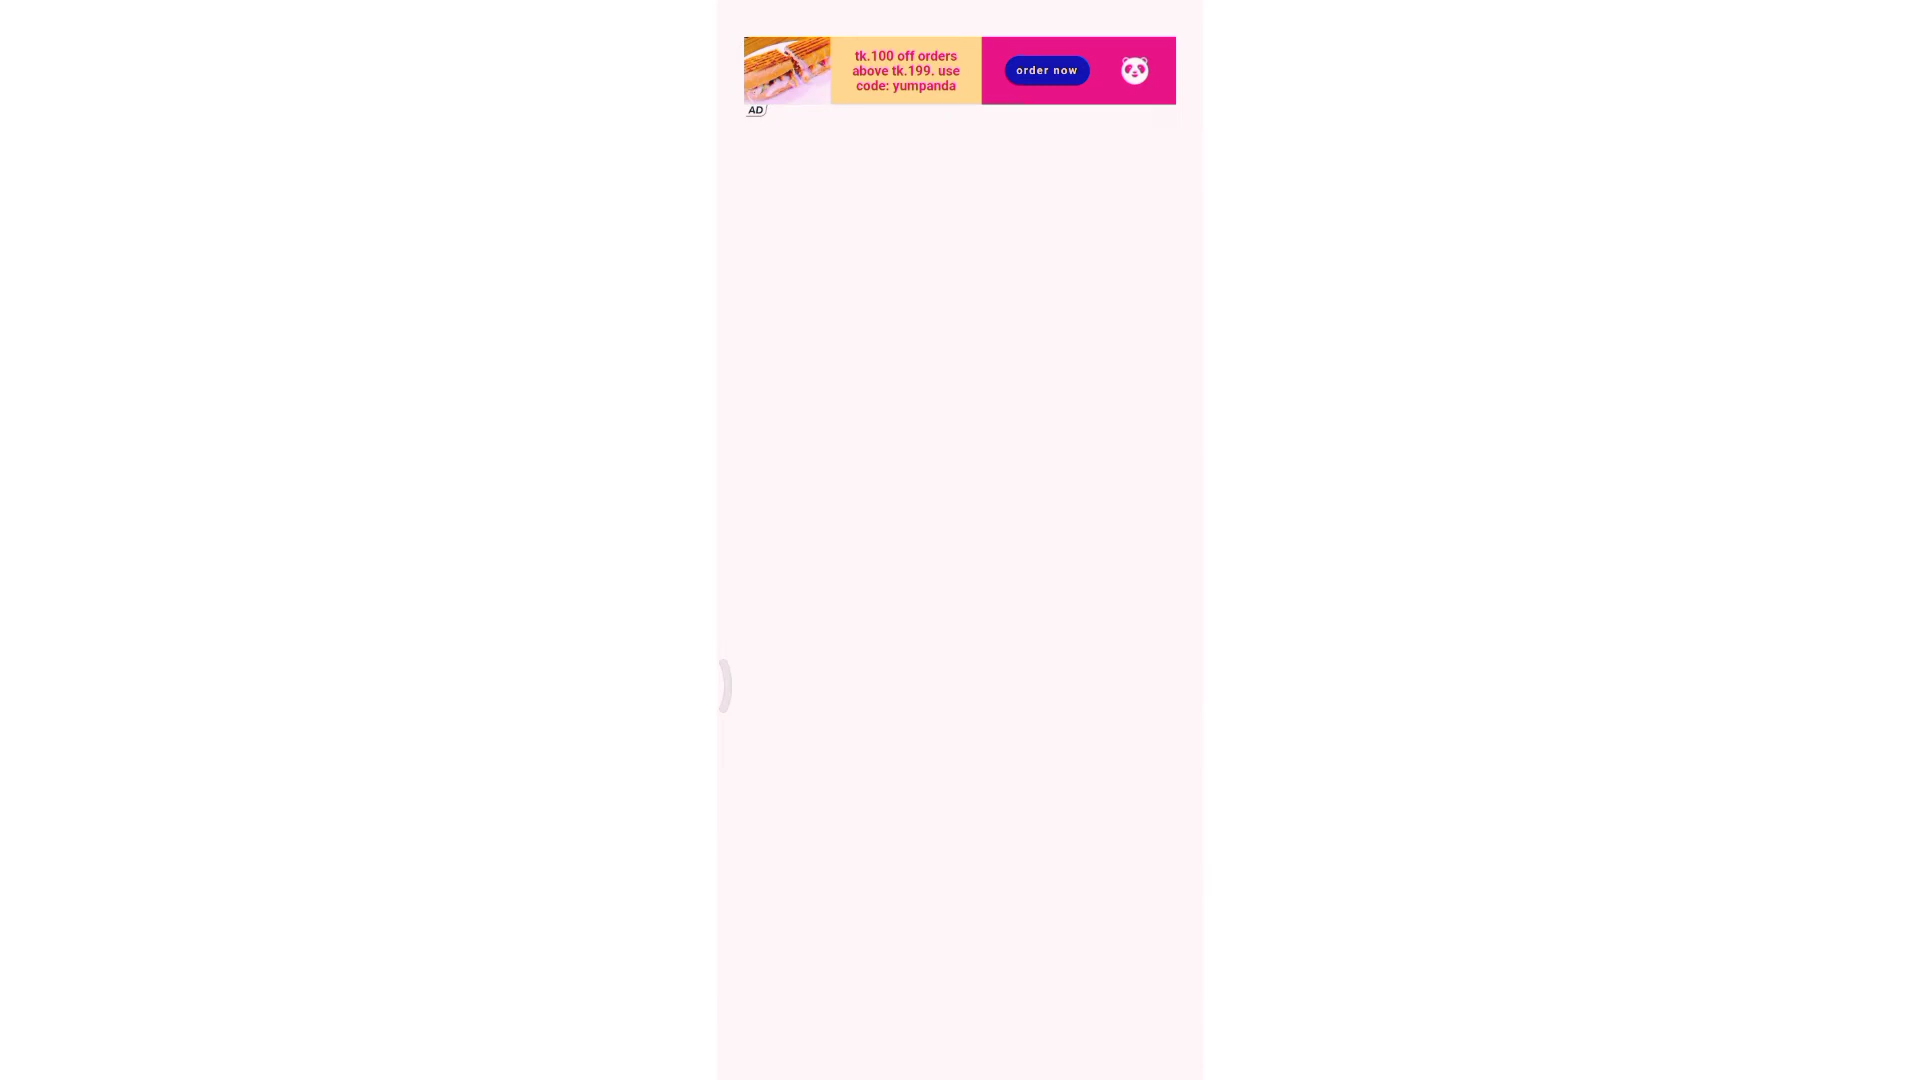 tk.100 off orders
above tk.199. use
code: yumpanda
order now
AD